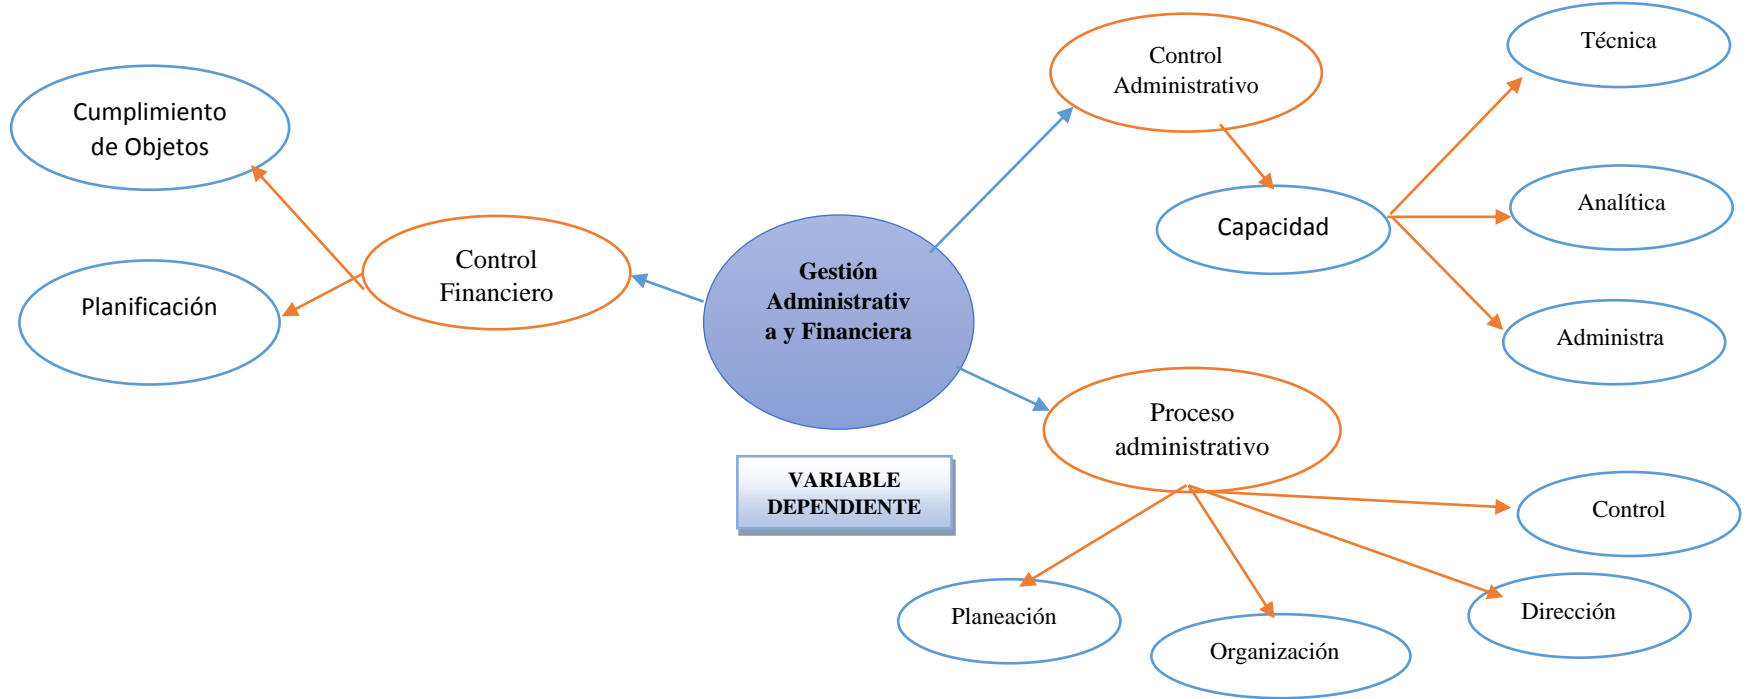 Técnica
Control
Administrativo
Cumplimiento
de Objetos
Analítica
Capacidad
Control
Financiero
Gestión
Administrativ
a y Financiera
Planificación
Administra
Proceso
administrativo
VARIABLE
DEPENDIENTE
Control
Planeación
Dirección
Organización